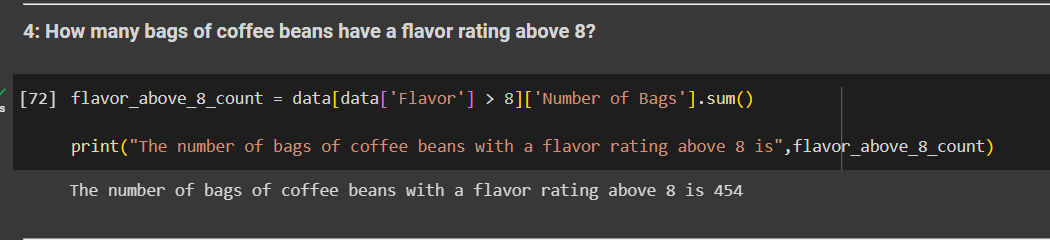 4: How many bags of coffee beans have a flavor rating above 8?
[72] flavor_above_8_count = data[data['Flavor'] > 8]['Number of Bags'].sum()
s
print("The number of bags of coffee beans with a flavor rating above 8 is",flavor_above_8_count)
The number of bags of coffee beans with a flavor rating above 8 is 454